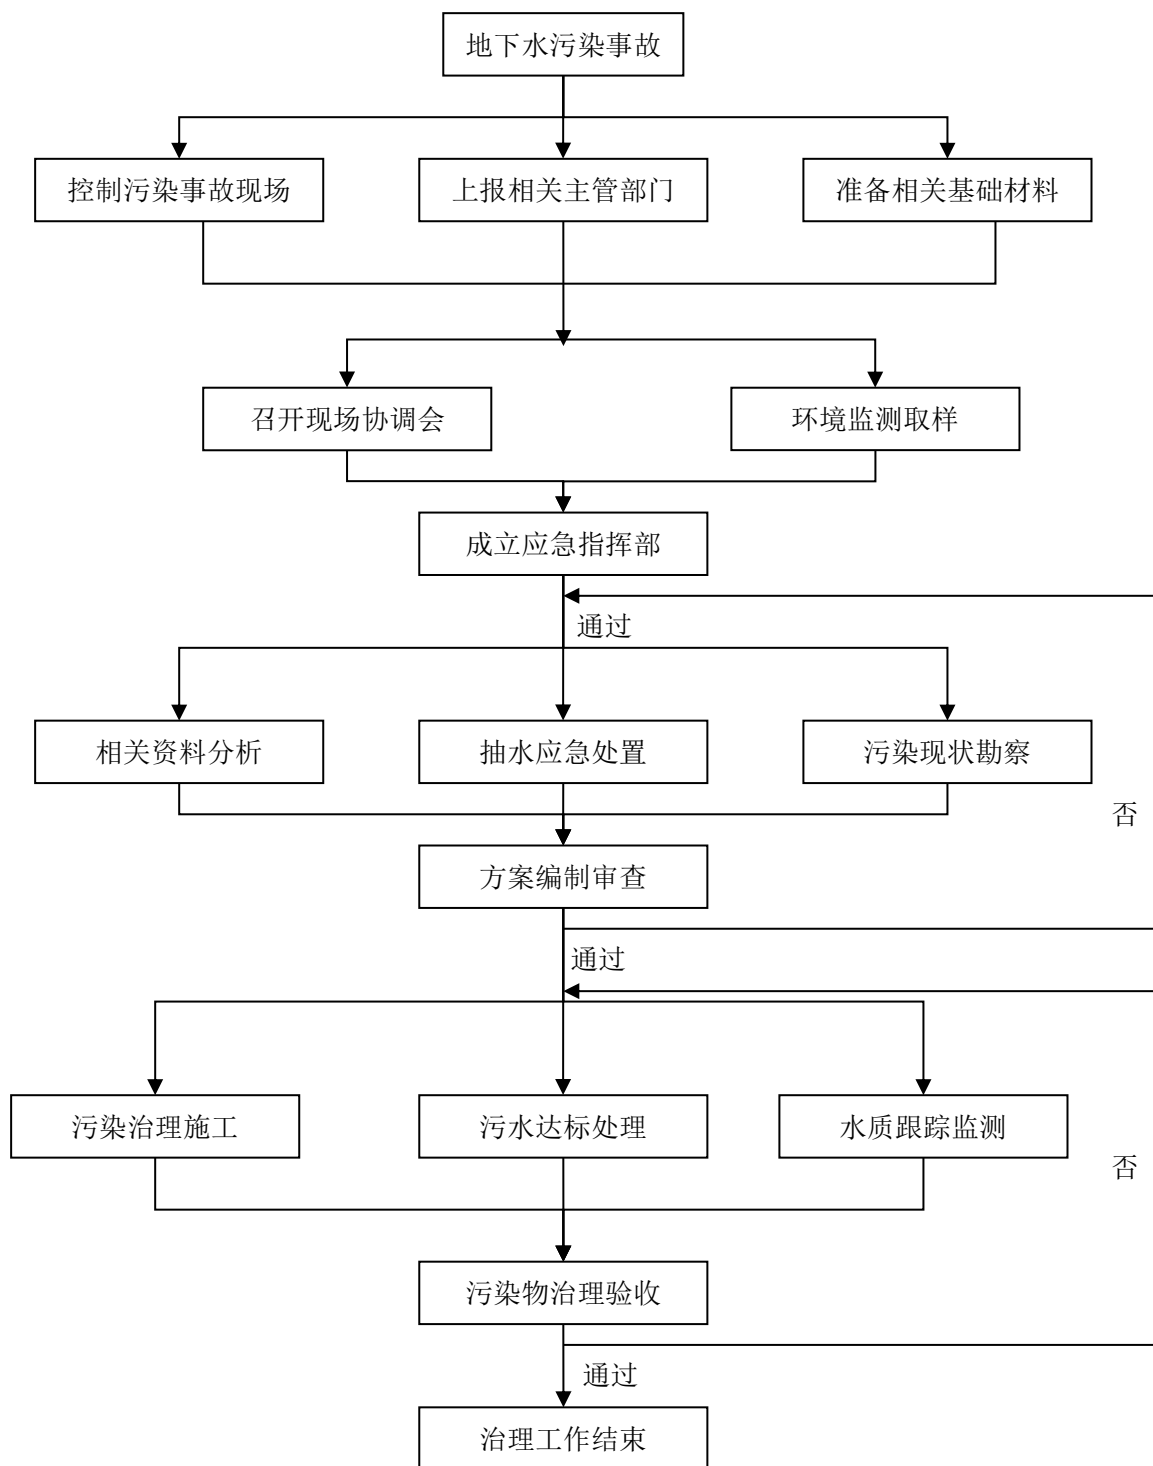 地下水污染事故
控制污染事故现场
上报相关主管部门
准备相关基础材料
召开现场协调会
环境监测取样
成立应急指挥部
通过
相关资料分析
抽水应急处置
污染现状勘察
否
方案编制审查
通过
污染治理施工
污水达标处理
水质跟踪监测
否
污染物治理验收
通过
治理工作结束